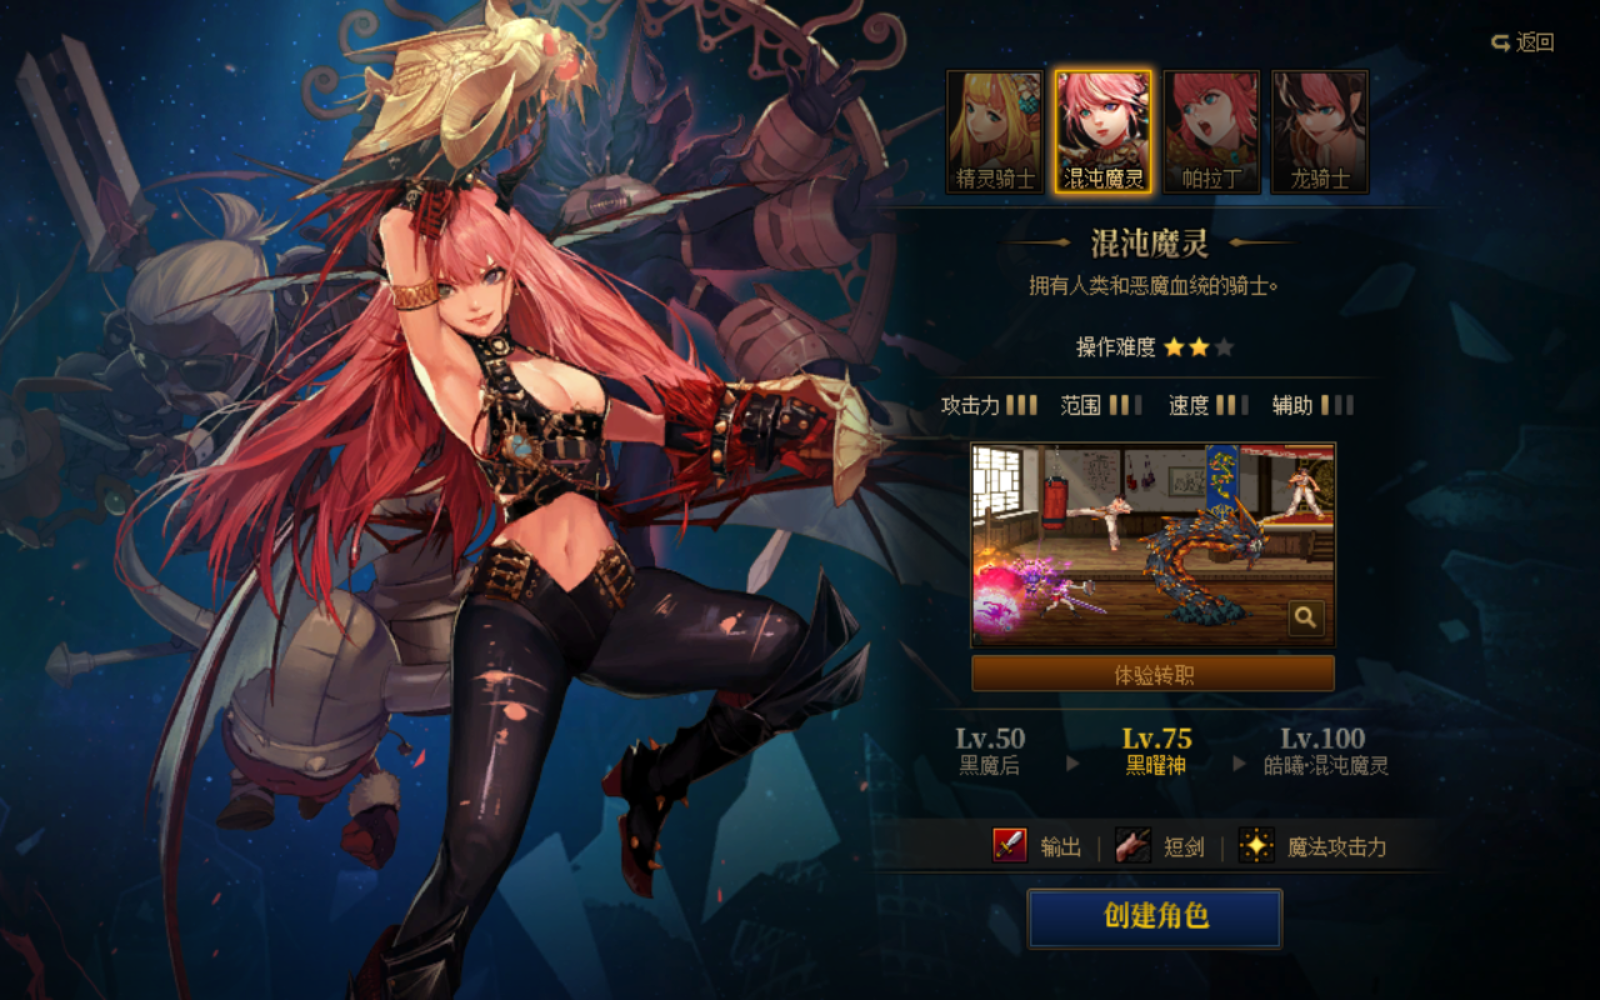 返回
精灵骑士
混沌魔灵
帕拉丁
龙骑士
混沌魔灵
拥有人类和恶魔血统的骑士。
操作难度
攻击力 范围 速度 辅助
体验转职
Lv.50 Lv.75 Lv.100
黑魔后 黑曜神 皓曦·混沌魔灵
输出 | 短剑 | 魔法攻击力
创建角色